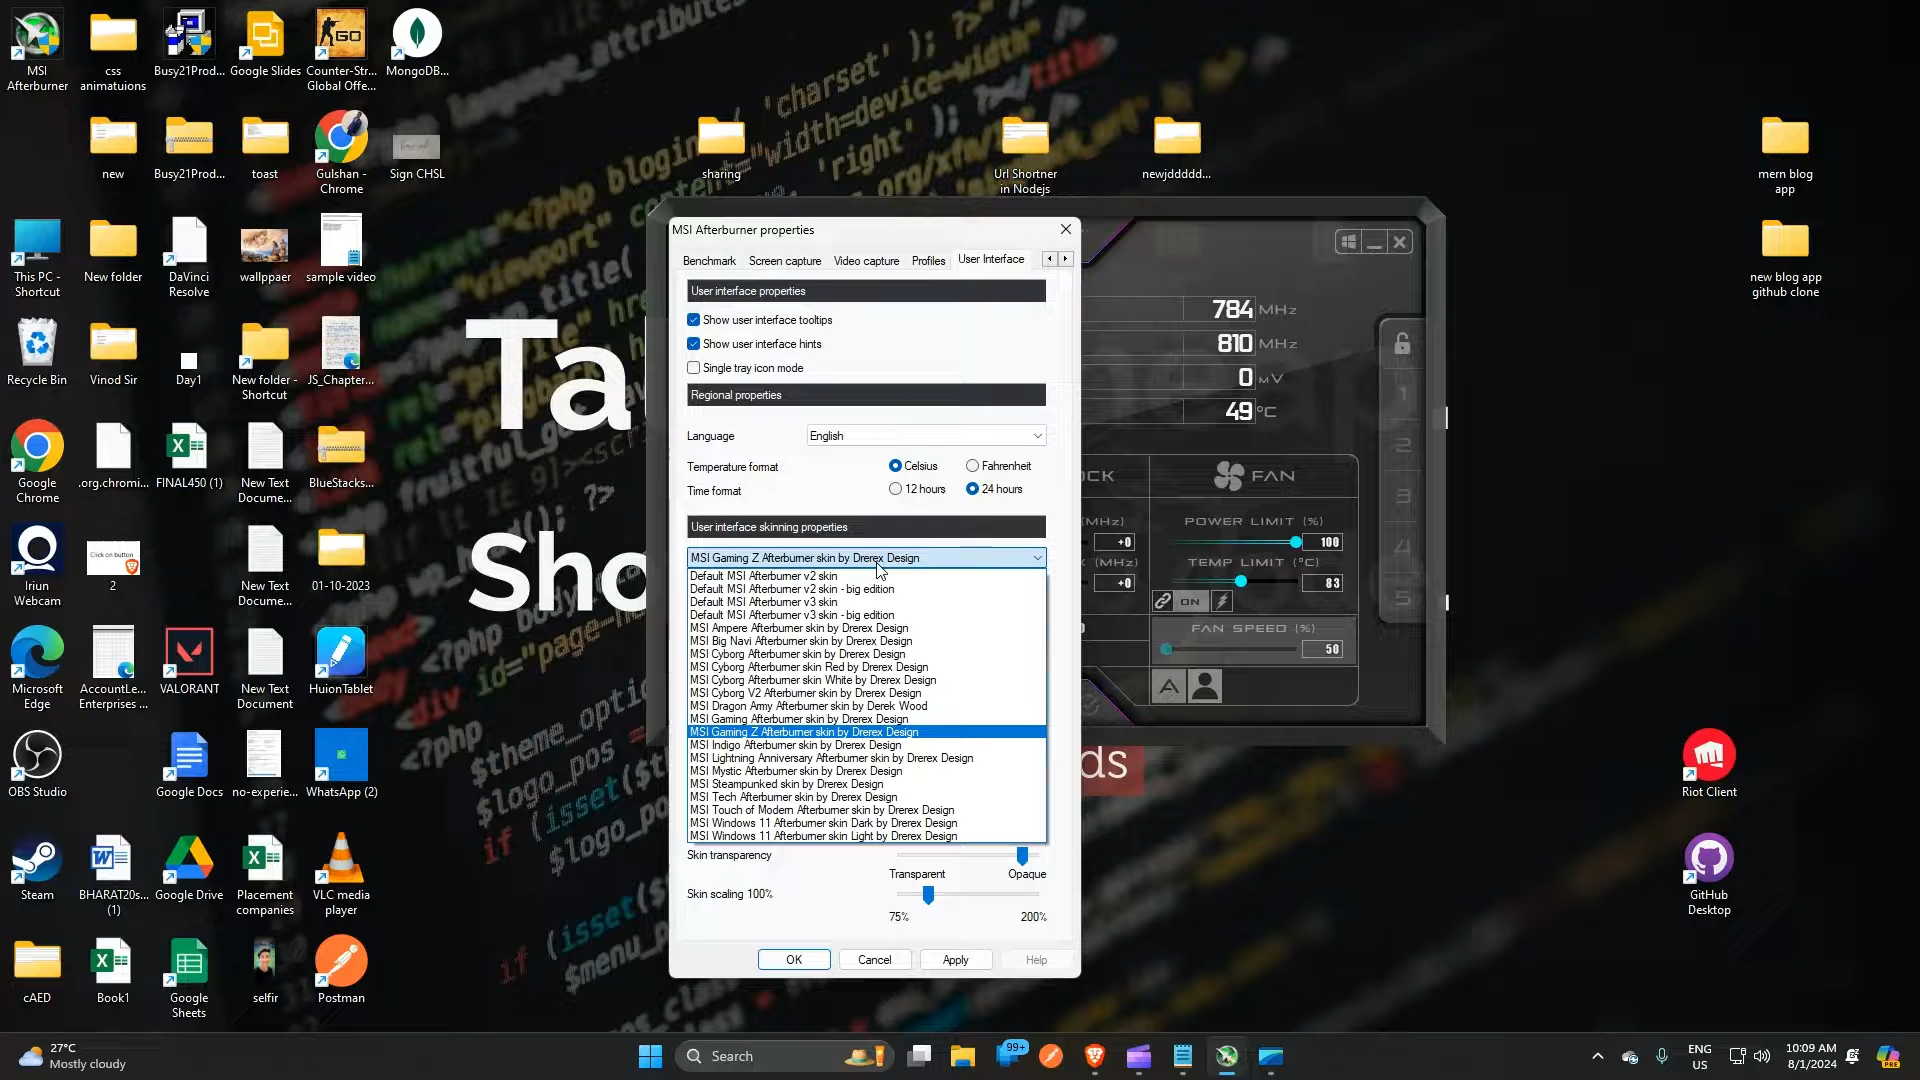 MSI
Afterburner
css
animatuions
Busy21Prod...
Google Slides
Counter-Str...
Global Offe...
MongoDB...
new
Busy21Prod...
toast
Gulshan -
Chrome
Sign CHSL
sharing
Url Shortner
in Nodejs
newjddddd...
mern blog
app
This PC -
Shortcut
New folder
DaVinci
Resolve
wallppaer
sample video
new blog app
github clone
Recycle Bin
Vinod Sir
Day1
New folder -
Shortcut
JS_Chapter...
Google
Chrome
.org.chromi...
FINAL450 (1)
New Text
Docume...
BlueStacks...
Iriun
Webcam
Click on button
2
New Text
Docume...
01-10-2023
Microsoft
Edge
AccountLe...
Enterprises ...
VALORANT
New Text
Document
HuionTablet
OBS Studio
Google Docs
no-experie...
WhatsApp (2)
Steam
BHARAT20s...
(1)
Google Drive
Placement
companies
VLC media
player
cAED
Book1
Google
Sheets
selfir
Postman
Riot Client
GitHub
Desktop
Ta
Sho
ds
MSI Afterburner properties
Benchmark Screen capture Video capture Profiles User Interface
User interface properties
Show user interface tooltips
Show user interface hints
Single tray icon mode
Regional properties
Language English
Temperature format Celsius Fahrenheit
Time format 12 hours 24 hours
User interface skinning properties
MSI Gaming Z Afterburner skin by Drerex Design
Default MSI Afterburner v2 skin
Default MSI Afterburner v2 skin - big edition
Default MSI Afterburner v3 skin
Default MSI Afterburner v3 skin - big edition
MSI Ampere Afterburner skin by Drerex Design
MSI Big Navi Afterburner skin by Drerex Design
MSI Cyborg Afterburner skin by Drerex Design
MSI Cyborg Afterburner skin Red by Drerex Design
MSI Cyborg Afterburner skin White by Drerex Design
MSI Cyborg V2 Afterburner skin by Drerex Design
MSI Dragon Army Afterburner skin by Derek Wood
MSI Gaming Afterburner skin by Drerex Design
MSI Gaming Z Afterburner skin by Drerex Design
MSI Indigo Afterburner skin by Drerex Design
MSI Lightning Anniversary Afterburner skin by Drerex Design
MSI Mystic Afterburner skin by Drerex Design
MSI Steampunked skin by Drerex Design
MSI Tech Afterburner skin by Drerex Design
MSI Touch of Modern Afterburner skin by Drerex Design
MSI Windows 11 Afterburner skin Dark by Drerex Design
MSI Windows 11 Afterburner skin Light by Drerex Design
Skin transparency
Transparent Opaque
Skin scaling 100%
75% 200%
OK Cancel Apply Help
784 MHz
810 MHz
0 mV
49 °C
OCK
FAN
(MHz) +0
(MHz) +0
POWER LIMIT (%)
100
TEMP LIMIT (°C)
83
ON
FAN SPEED (%)
50
A
1
2
3
4
5
27°C
Mostly cloudy
Search
99+
ENG
US
10:09 AM
8/1/2024
PRE